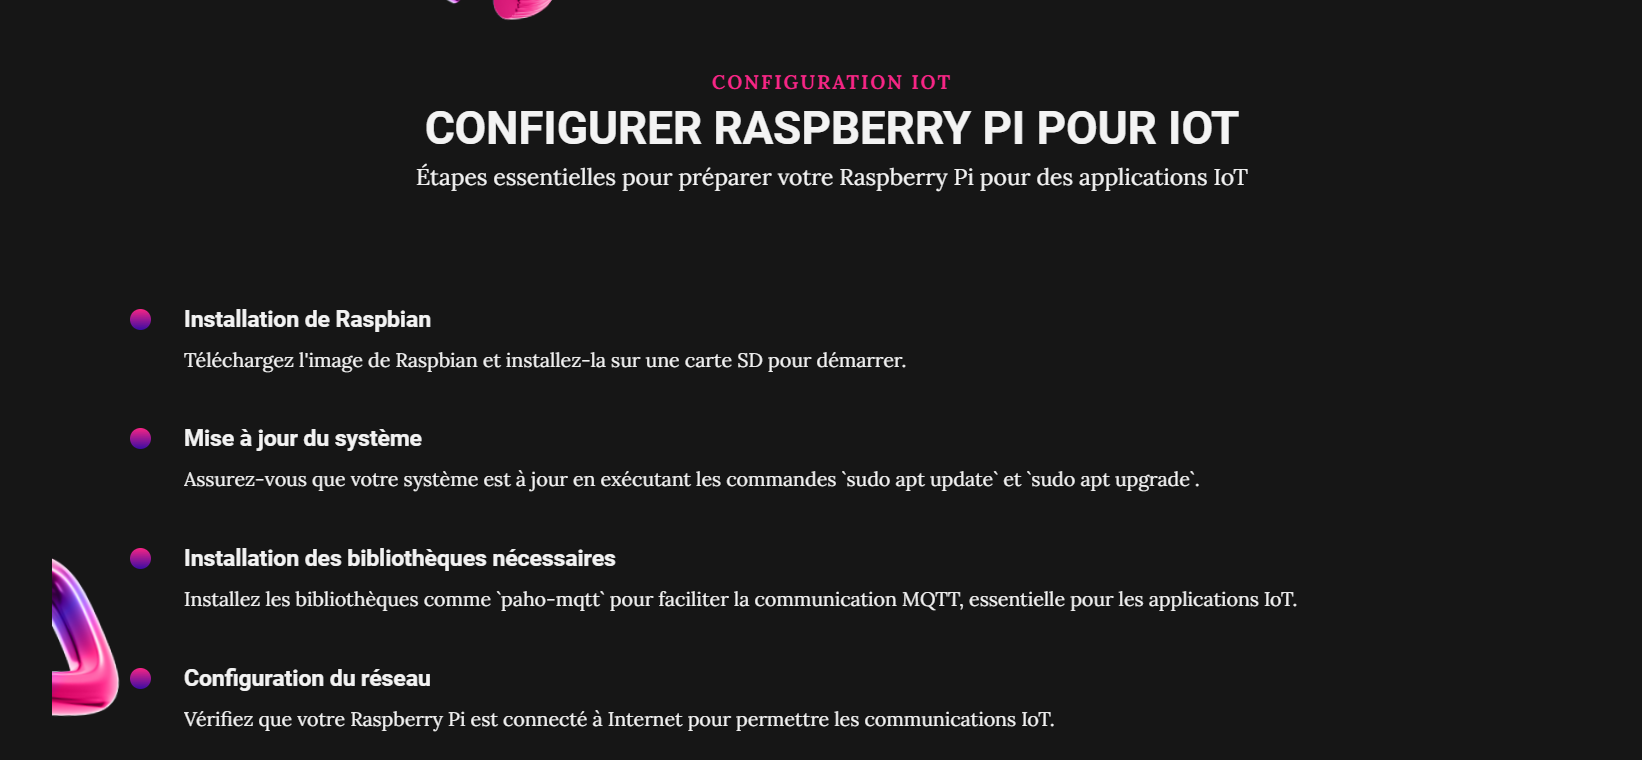 CONFIGURATION IOT
CONFIGURER RASPBERRY PI POUR IOT
Étapes essentielles pour préparer votre Raspberry Pi pour des applications IoT
Installation de Raspbian
Téléchargez l'image de Raspbian et installez-la sur une carte SD pour démarrer.
Mise à jour du système
Assurez-vous que votre système est à jour en exécutant les commandes `sudo apt update` et `sudo apt upgrade`.
Installation des bibliothèques nécessaires
Installez les bibliothèques comme `paho-mqtt` pour faciliter la communication MQTT, essentielle pour les applications IoT.
Configuration du réseau
Vérifiez que votre Raspberry Pi est connecté à Internet pour permettre les communications IoT.